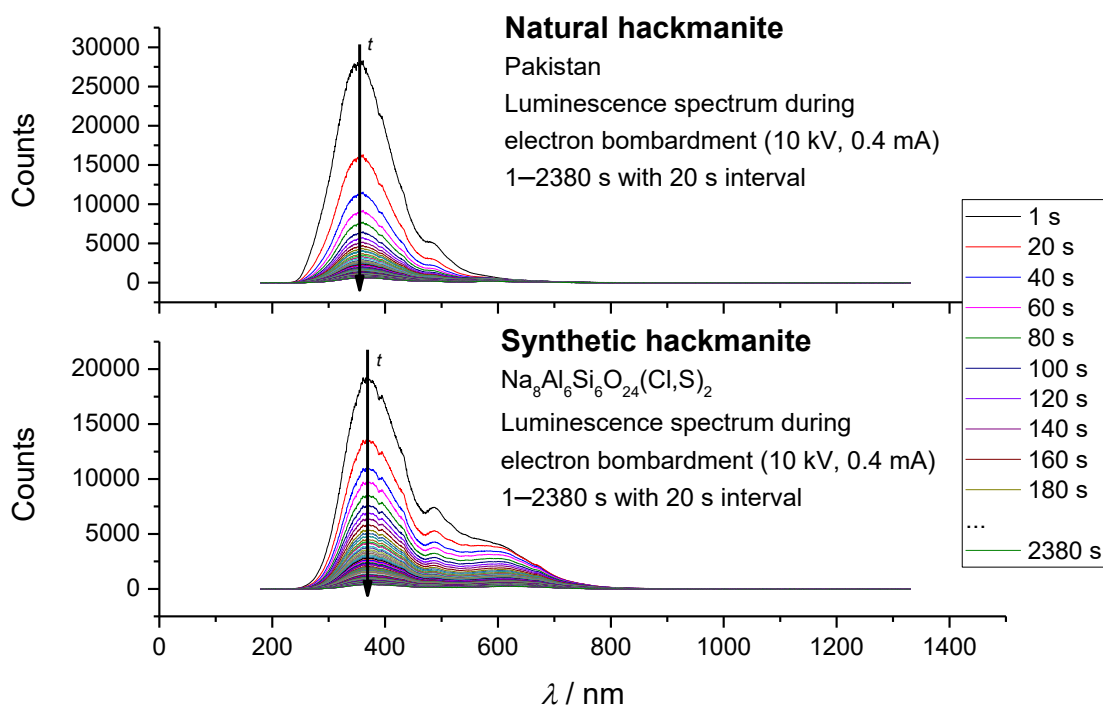 Natural hackmanite
Pakistan
Luminescence spectrum during
electron bombardment (10 kV, 0.4 mA)
1–2380 s with 20 s interval
t
30000
25000
20000
15000
10000
5000
0
Counts
Synthetic hackmanite
Na₈Al₆Si₆O₂₄(Cl,S)₂
Luminescence spectrum during
electron bombardment (10 kV, 0.4 mA)
1–2380 s with 20 s interval
t
20000
15000
10000
5000
0
Counts
0 200 400 600 800 1000 1200 1400
λ / nm
1 s
20 s
40 s
60 s
80 s
100 s
120 s
140 s
160 s
180 s
...
2380 s